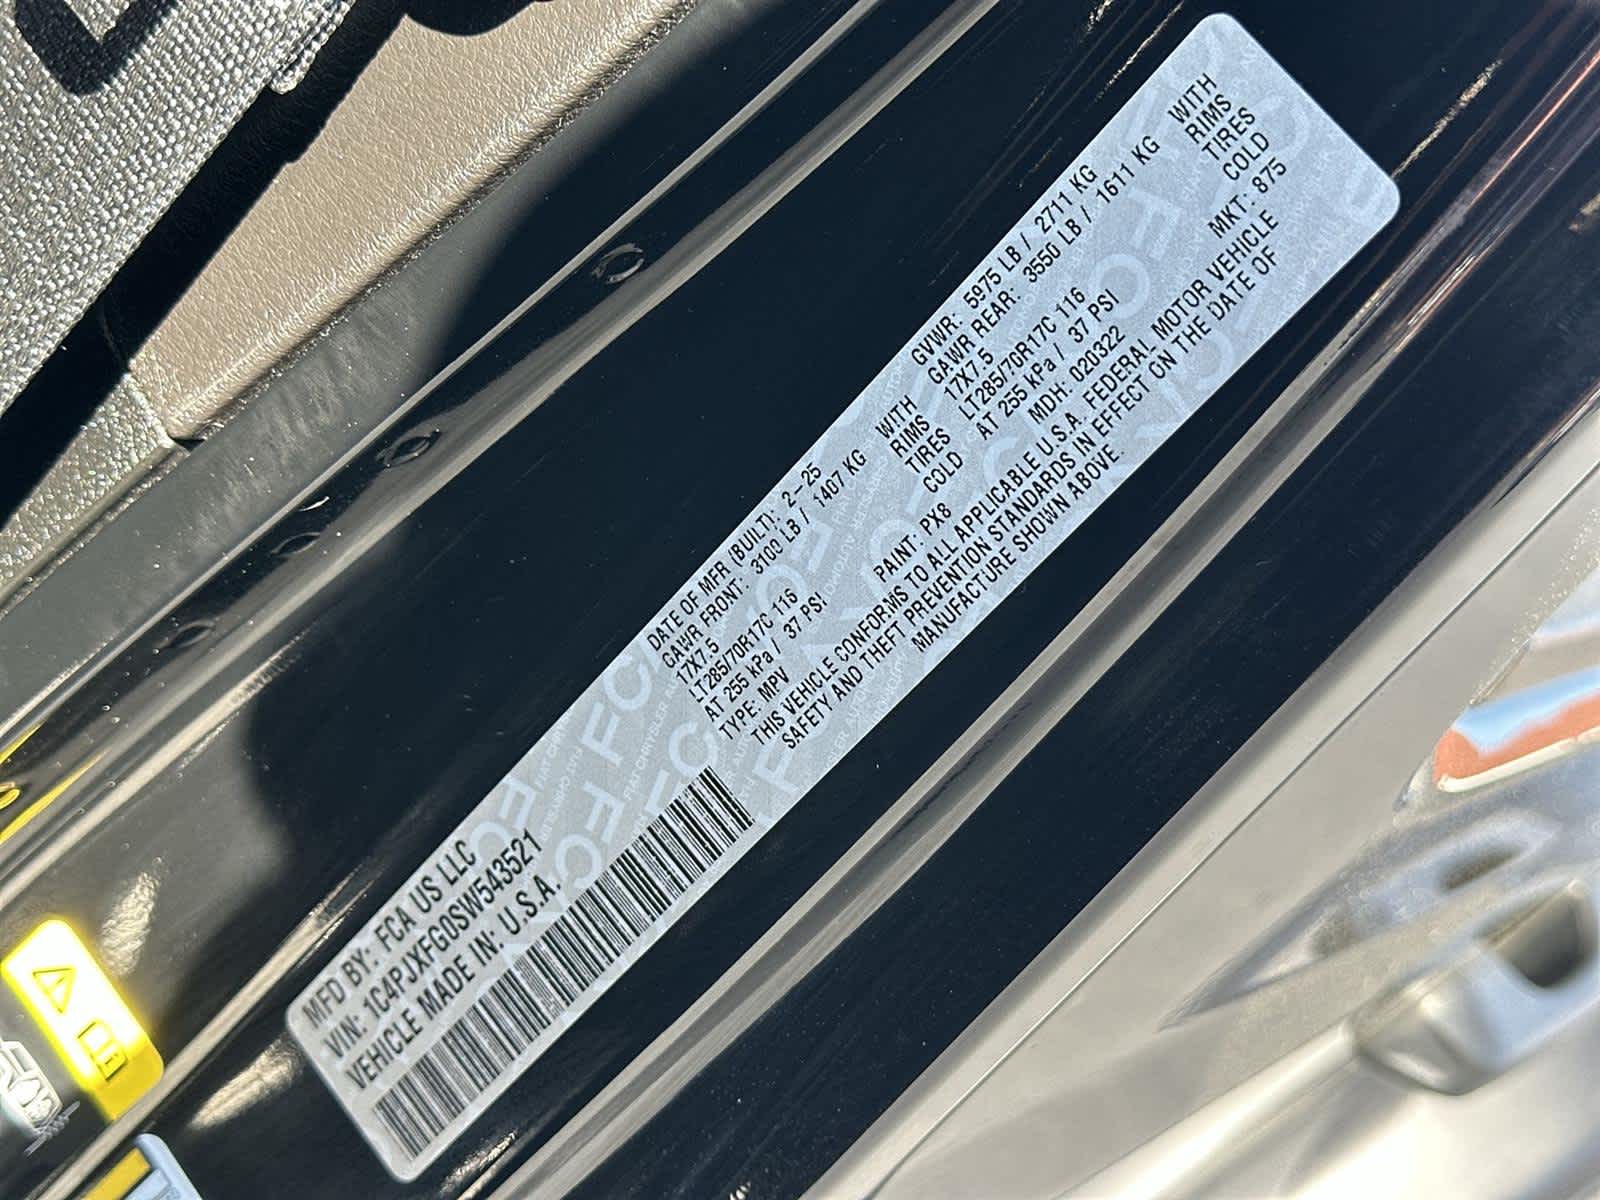 MFD BY: FCA US LLC
VIN: 1C4PJXFG0SW543521
VEHICLE MADE IN: U.S.A.
DATE OF MFR (BUILT): 2-25
GVWR: 5975 LB / 2711 KG
GAWR FRONT: 3100 LB / 1407 KG WITH
17X7.5 RIMS
LT285/70R17C 116 TIRES
AT 255 kPa / 37 PSI COLD
GAWR REAR: 3550 LB / 1611 KG WITH
17X7.5 RIMS
LT285/70R17C 116 TIRES
AT 255 kPa / 37 PSI COLD
TYPE: MPV PAINT: PX8 MDH: 020322 MKT: 875
THIS VEHICLE CONFORMS TO ALL APPLICABLE U.S.A. FEDERAL MOTOR VEHICLE
SAFETY AND THEFT PREVENTION STANDARDS IN EFFECT ON THE DATE OF
MANUFACTURE SHOWN ABOVE.